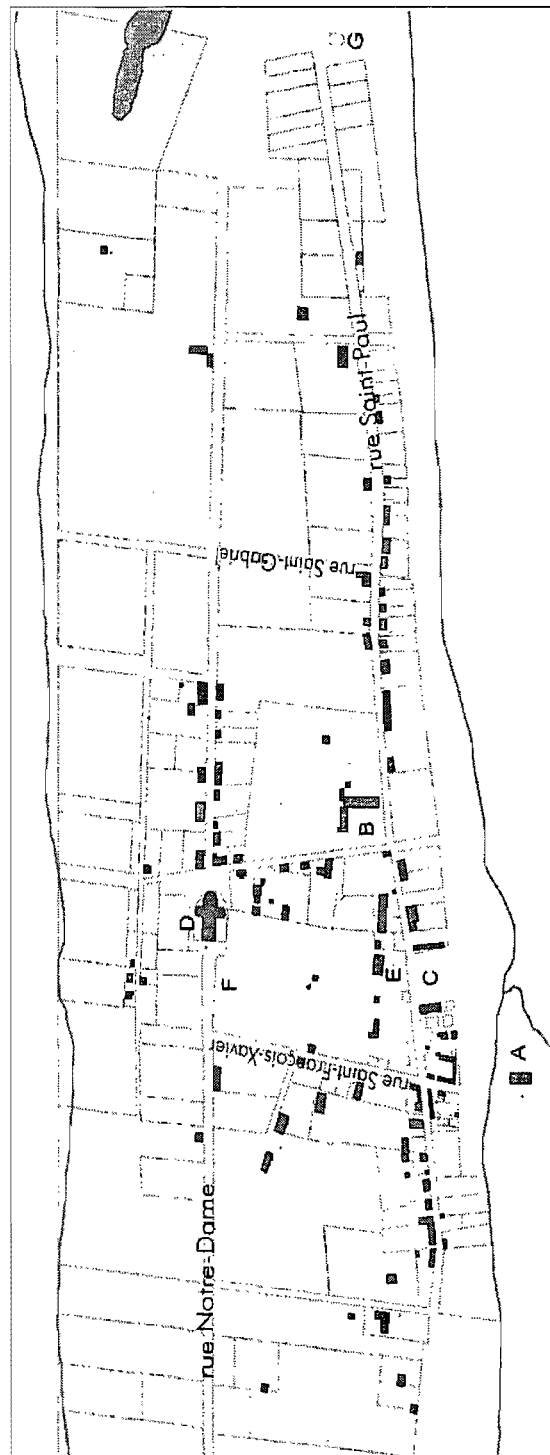 G
rue Saint-Paul
rue Saint-Gabriel
B
D
E
C
F
rue Saint-François-Xavier
A
rue Notre-Dame